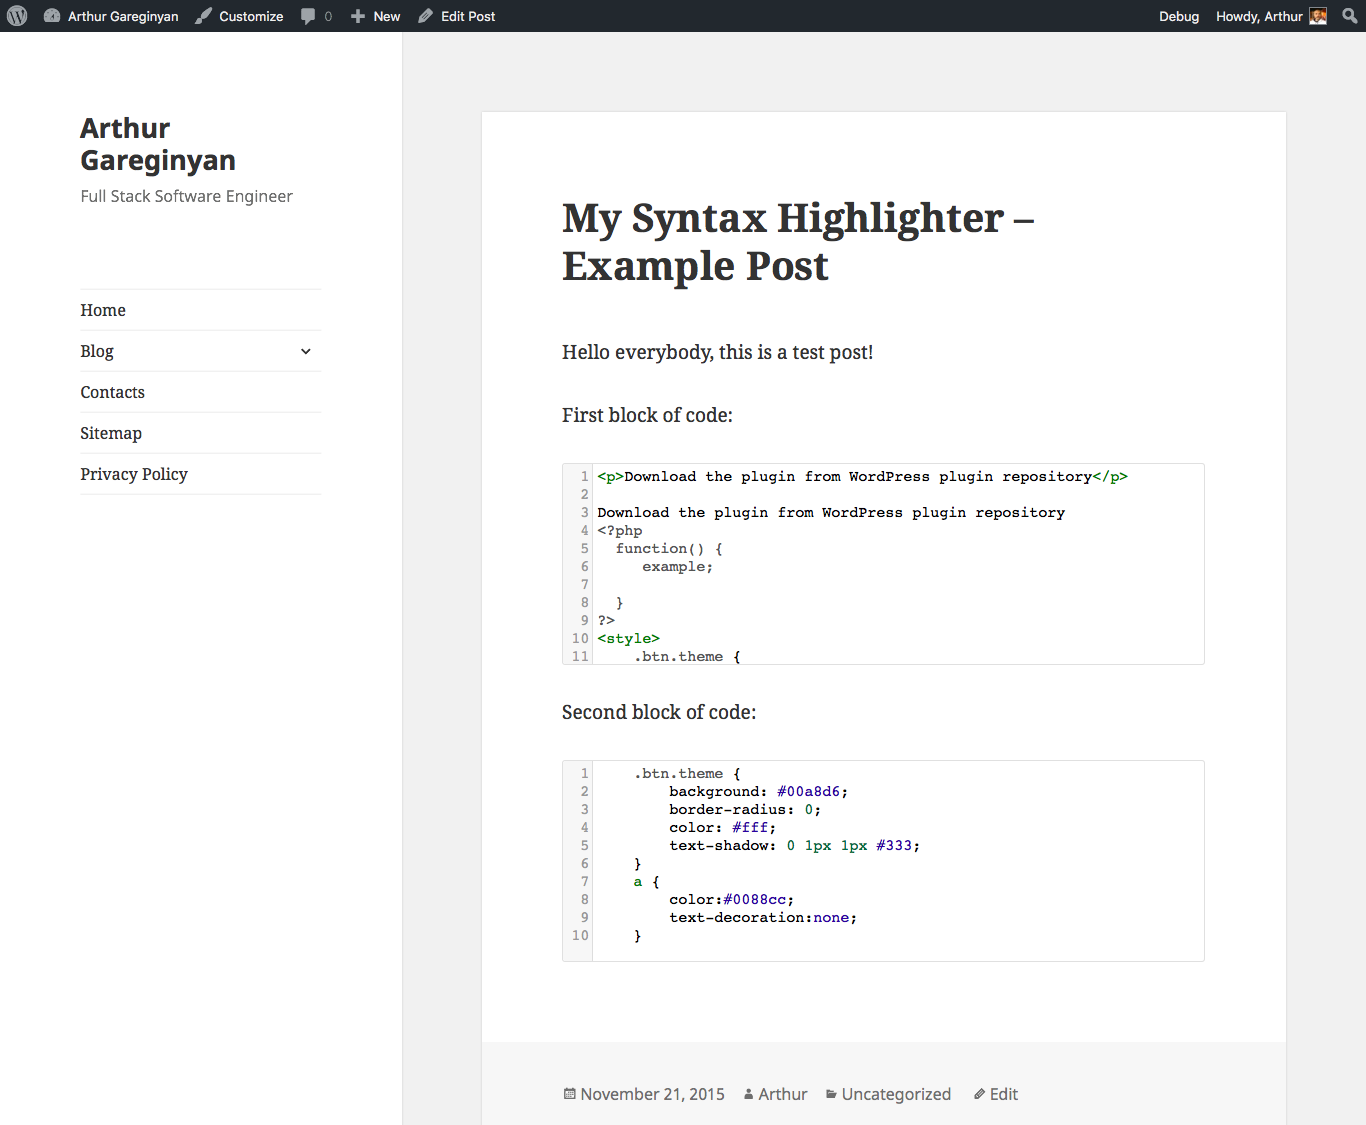 Arthur Gareginyan Customize 0 New Edit Post Debug Howdy, Arthur
Arthur
Gareginyan
Full Stack Software Engineer
Home
Blog
Contacts
Sitemap
Privacy Policy
My Syntax Highlighter –
Example Post
Hello everybody, this is a test post!
First block of code:
1 <p>Download the plugin from WordPress plugin repository</p>
2
3 Download the plugin from WordPress plugin repository
4 <?php
5   function() {
6      example;
7
8   }
9 ?>
10 <style>
11     .btn.theme {
Second block of code:
1     .btn.theme {
2         background: #00a8d6;
3         border-radius: 0;
4         color: #fff;
5         text-shadow: 0 1px 1px #333;
6     }
7     a {
8         color:#0088cc;
9         text-decoration:none;
10     }
November 21, 2015 Arthur Uncategorized Edit